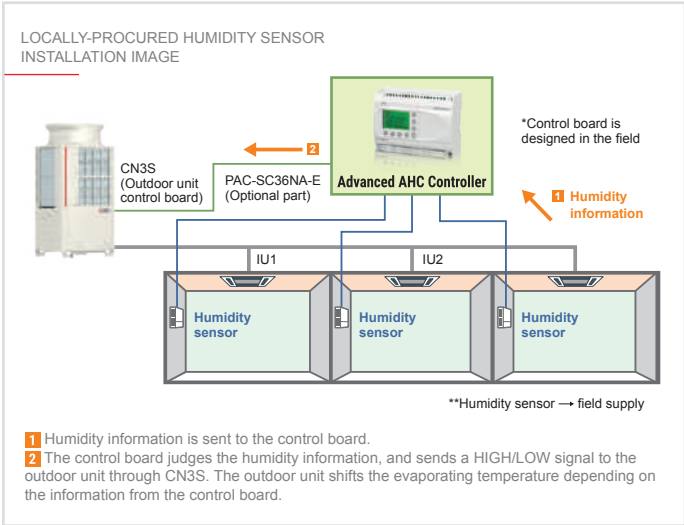 LOCALLY-PROCURED HUMIDITY SENSOR
INSTALLATION IMAGE
*Control board is
designed in the field
2
CN3S
(Outdoor unit
control board)
PAC-SC36NA-E
(Optional part)
Advanced AHC Controller
1 Humidity
information
IU1
IU2
Humidity
sensor
Humidity
sensor
Humidity
sensor
**Humidity sensor → field supply
1 Humidity information is sent to the control board.
2 The control board judges the humidity information, and sends a HIGH/LOW signal to the
outdoor unit through CN3S. The outdoor unit shifts the evaporating temperature depending on
the information from the control board.